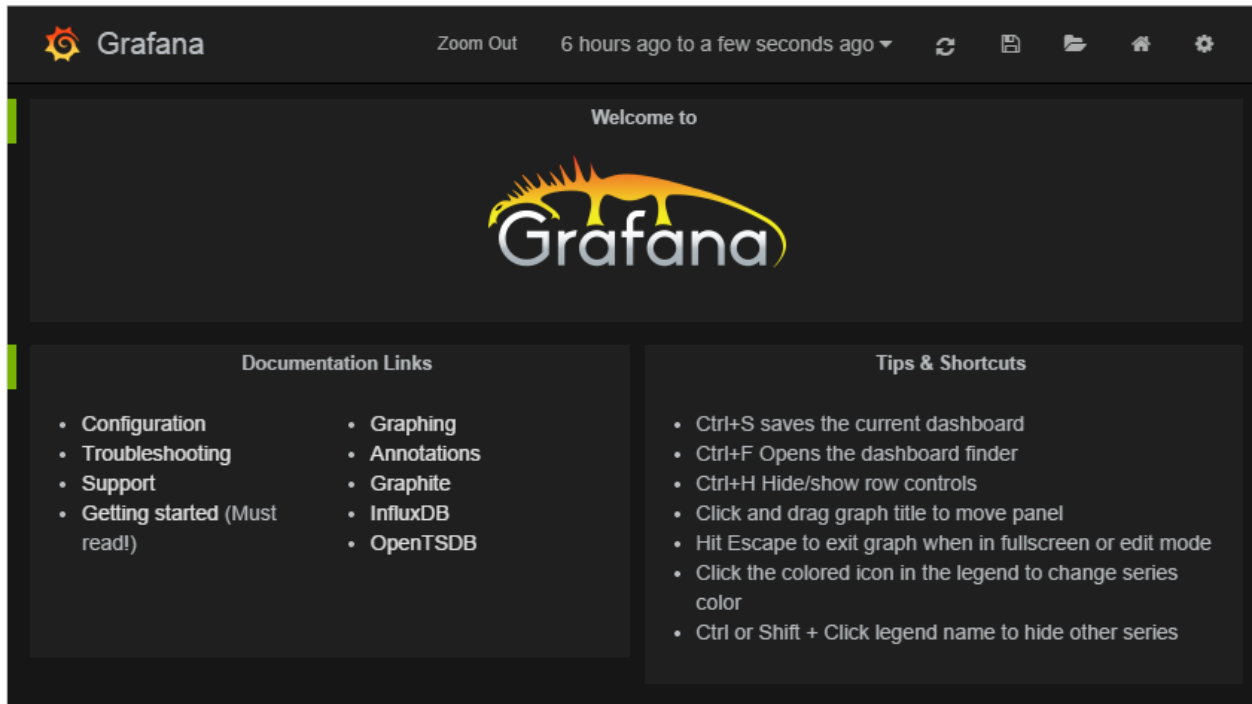 Grafana
Zoom Out
6 hours ago to a few seconds ago
Welcome to
Grafana
Documentation Links
Configuration
Troubleshooting
Support
Getting started (Must
read!)
Graphing
Annotations
Graphite
InfluxDB
OpenTSDB
Tips & Shortcuts
Ctrl+S saves the current dashboard
Ctrl+F Opens the dashboard finder
Ctrl+H Hide/show row controls
Click and drag graph title to move panel
Hit Escape to exit graph when in fullscreen or edit mode
Click the colored icon in the legend to change series
color
Ctrl or Shift + Click legend name to hide other series